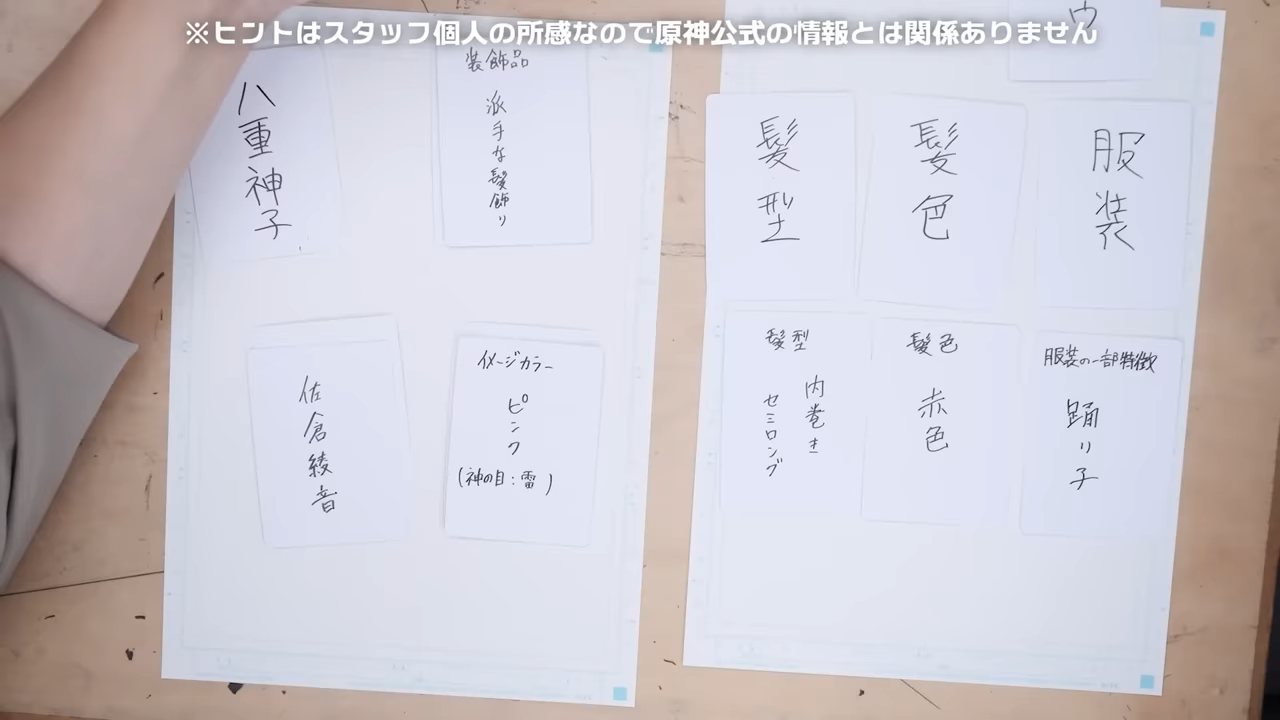 ※ヒントはスタッフ個人の所感なので原神公式の情報とは関係ありません
八重神子
装飾品
派手な髪飾り
佐倉綾音
イメージカラー
ピンク
(神の目:雷)
髪型
髪色
服装
髪型
内巻き
セミロング
髪色
赤色
服装の一部特徴
踊り子